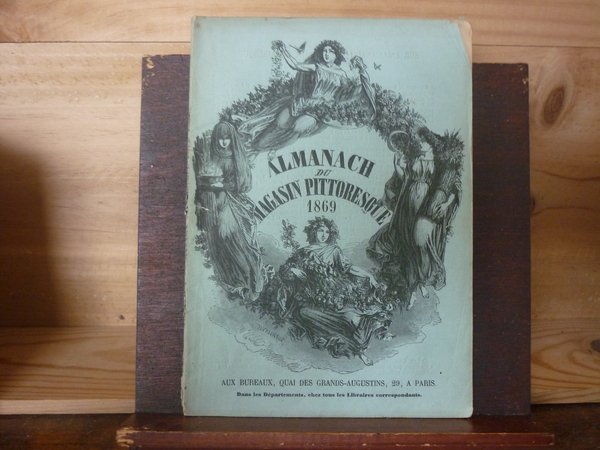 ALMANACH
DU
MAGASIN PITTORESQUE
1869
AUX BUREAUX, QUAI DES GRANDS-AUGUSTINS, 29, A PARIS.
Dans les Départements, chez tous les Libraires correspondants.